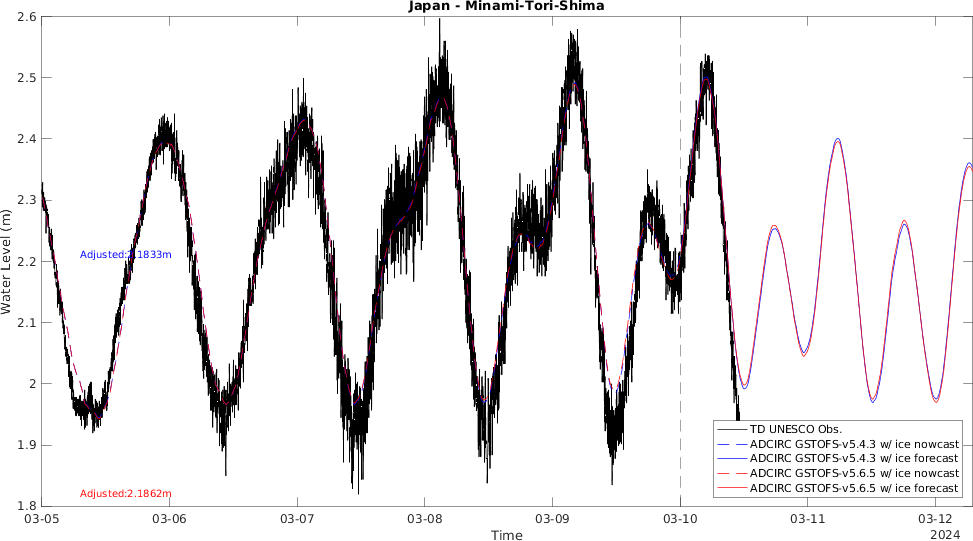 Japan - Minami-Tori-Shima
Water Level (m)
2.6
2.5
2.4
2.3
2.2
2.1
2
1.9
1.8
Adjusted:2.1833m
Adjusted:2.1862m
TD UNESCO Obs.
ADCIRC GSTOFS-v5.4.3 w/ ice nowcast
ADCIRC GSTOFS-v5.4.3 w/ ice forecast
ADCIRC GSTOFS-v5.6.5 w/ ice nowcast
ADCIRC GSTOFS-v5.6.5 w/ ice forecast
03-05 03-06 03-07 03-08 03-09 03-10 03-11 03-12
Time
2024